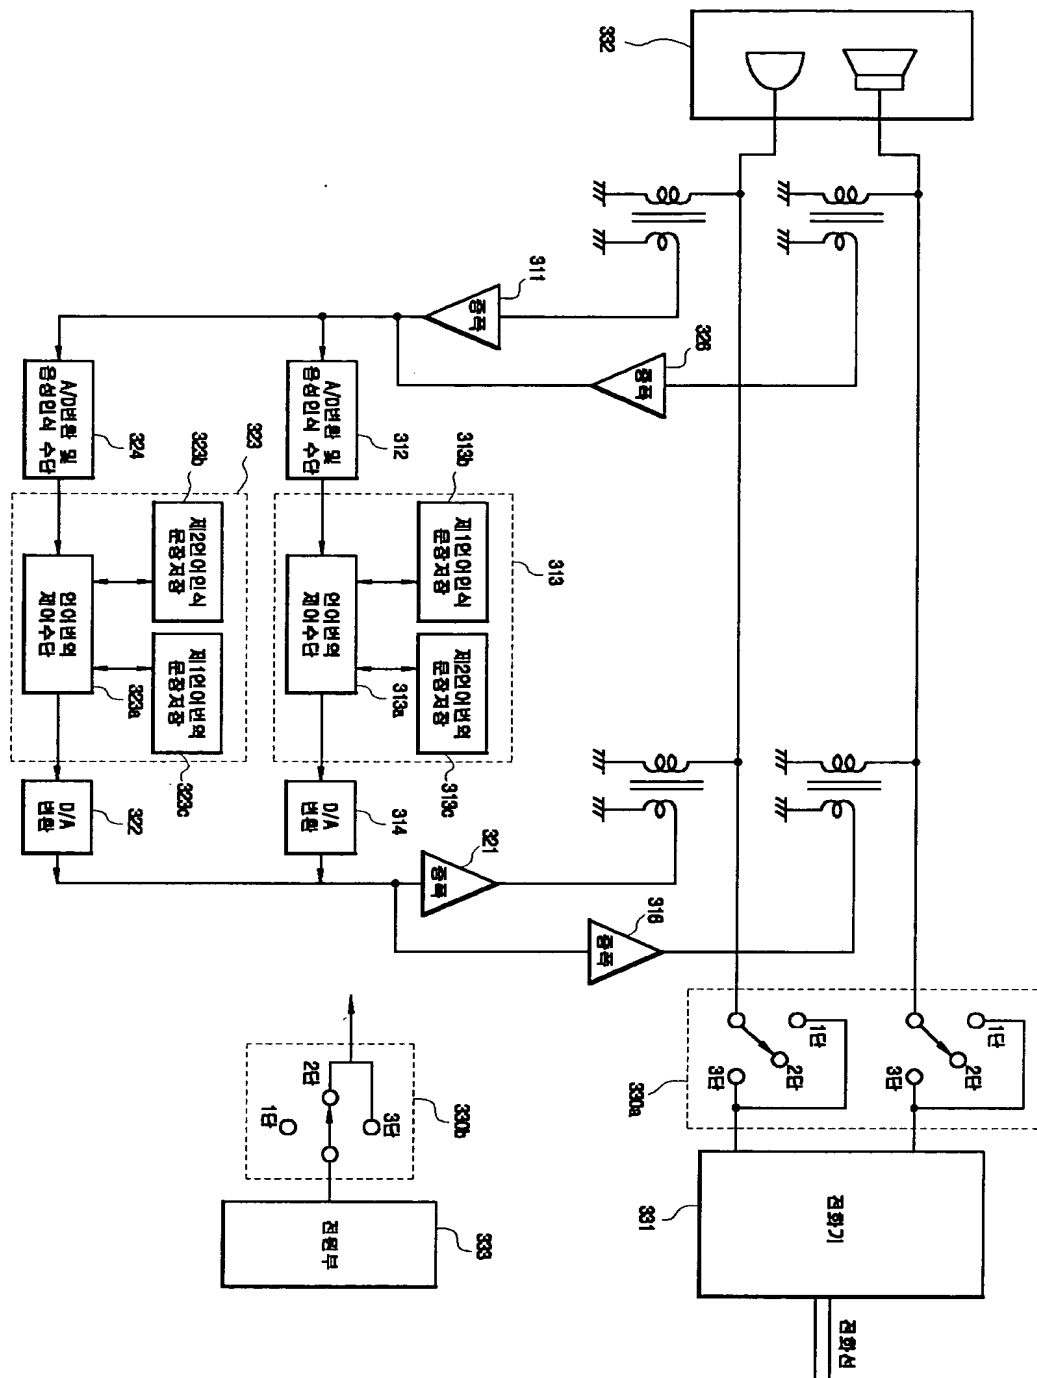 332
311
증폭
326
증폭
A/D변환 및
음성인식 수단
324
A/D변환 및
음성인식 수단
312
323
323b
제2언어인식
문장저장
언어번역
제어수단
323a
제1언어번역
문장저장
323c
313b
제1언어인식
문장저장
313
언어번역
제어수단
313a
제2언어번역
문장저장
313c
D/A
변환
322
D/A
변환
314
321
증폭
316
증폭
1단
2단
3단
1단
2단
3단
330a
2단
1단
3단
330b
전원부
333
전화기
331
전화선